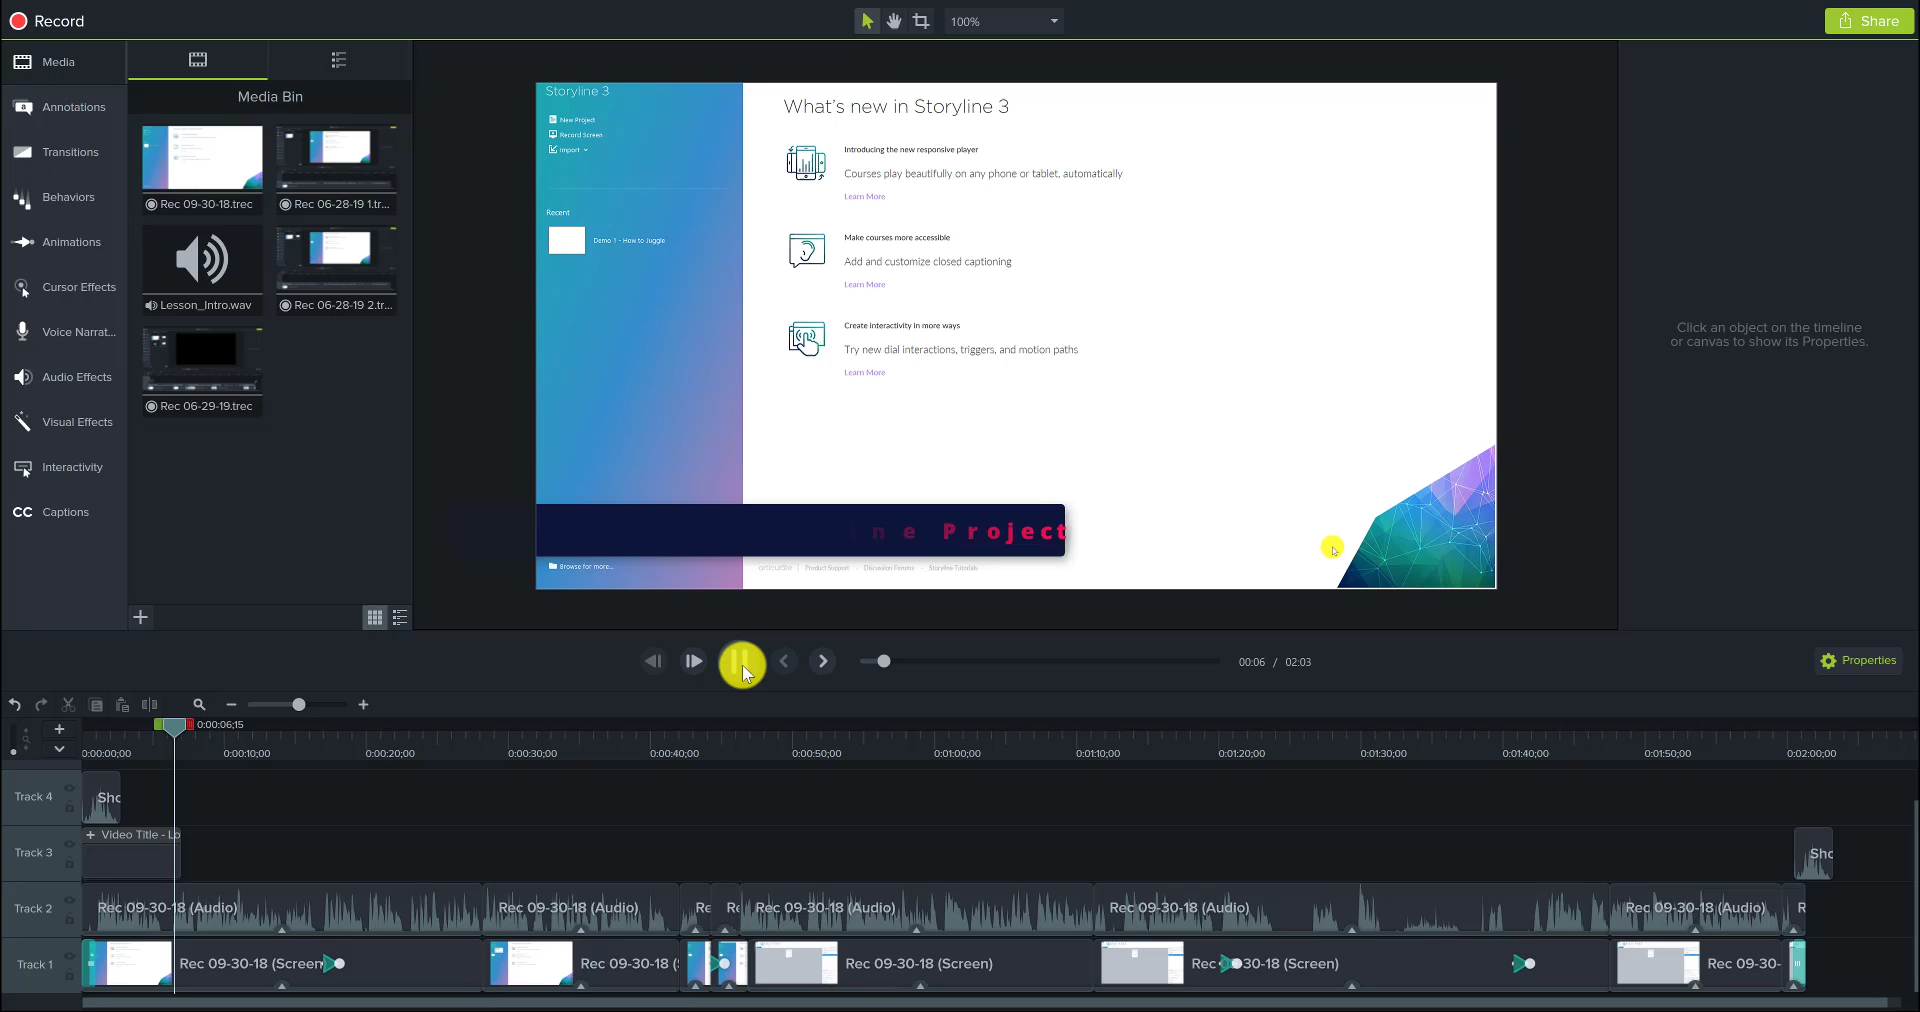 Record
100%
Share
Media
Annotations
Transitions
Behaviors
Animations
Cursor Effects
Voice Narrat...
Audio Effects
Visual Effects
Interactivity
CC Captions
Media Bin
Rec 09-30-18.trec
Rec 06-28-19 1.tr...
Lesson_Intro.wav
Rec 06-28-19 2.tr...
Rec 06-29-19.trec
Storyline 3
New Project
Record Screen
Import
Recent
Demo 1 - How to Juggle
Browse for more...
What's new in Storyline 3
Introducing the new responsive player
Courses play beautifully on any phone or tablet, automatically
Learn More
Make courses more accessible
Add and customize closed captioning
Learn More
Create interactivity in more ways
Try new dial interactions, triggers, and motion paths
Learn More
ne Project
articulate Product Support Discussion Forums Storyline Tutorials
Click an object on the timeline
or canvas to show its Properties.
00:06 / 02:03
Properties
0:00:06;15
0:00:00;00 0:00:10;00 0:00:20;00 0:00:30;00 0:00:40;00 0:00:50;00 0:01:00;00 0:01:10;00 0:01:20;00 0:01:30;00 0:01:40;00 0:01:50;00 0:02:00;00
Track 4 Sho
Track 3 + Video Title - Lo Sho
Track 2 Rec 09-30-18 (Audio) Rec 09-30-18 (Audio) Re Re Rec 09-30-18 (Audio) Rec 09-30-18 (Audio) Rec 09-30-18 (Audio) R
Track 1 Rec 09-30-18 (Screen Rec 09-30-18 (S Rec 09-30-18 (Screen) Rec 30-18 (Screen) Rec 09-30-